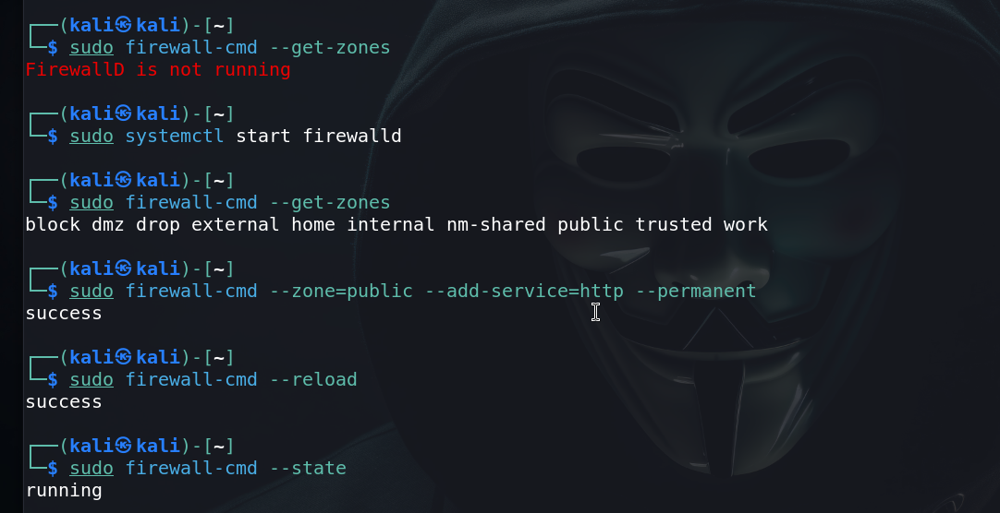 ┌──(kali㉿kali)-[~]
└─$ sudo firewall-cmd --get-zones
FirewallD is not running
┌──(kali㉿kali)-[~]
└─$ sudo systemctl start firewalld
┌──(kali㉿kali)-[~]
└─$ sudo firewall-cmd --get-zones
block dmz drop external home internal nm-shared public trusted work
┌──(kali㉿kali)-[~]
└─$ sudo firewall-cmd --zone=public --add-service=http --permanent
success
┌──(kali㉿kali)-[~]
└─$ sudo firewall-cmd --reload
success
┌──(kali㉿kali)-[~]
└─$ sudo firewall-cmd --state
running